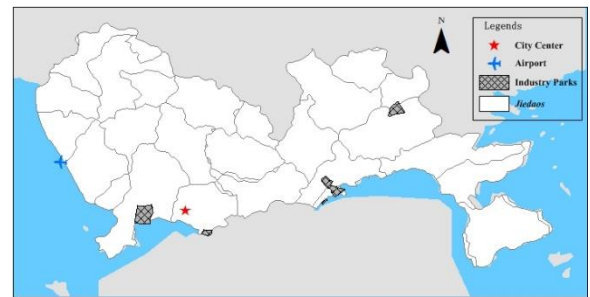 N
Legends
City Center
Airport
Industry Parks
Jiedaos